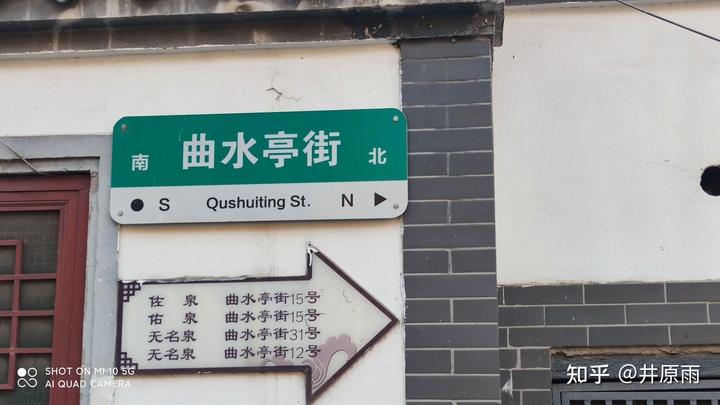 南 曲水亭街 北
S Qushuiting St. N
佐泉 曲水亭街15号
佑泉 曲水亭街15号
无名泉 曲水亭街31号
无名泉 曲水亭街12号
SHOT ON MI 10 5G
AI QUAD CAMERA
知乎 @井原雨